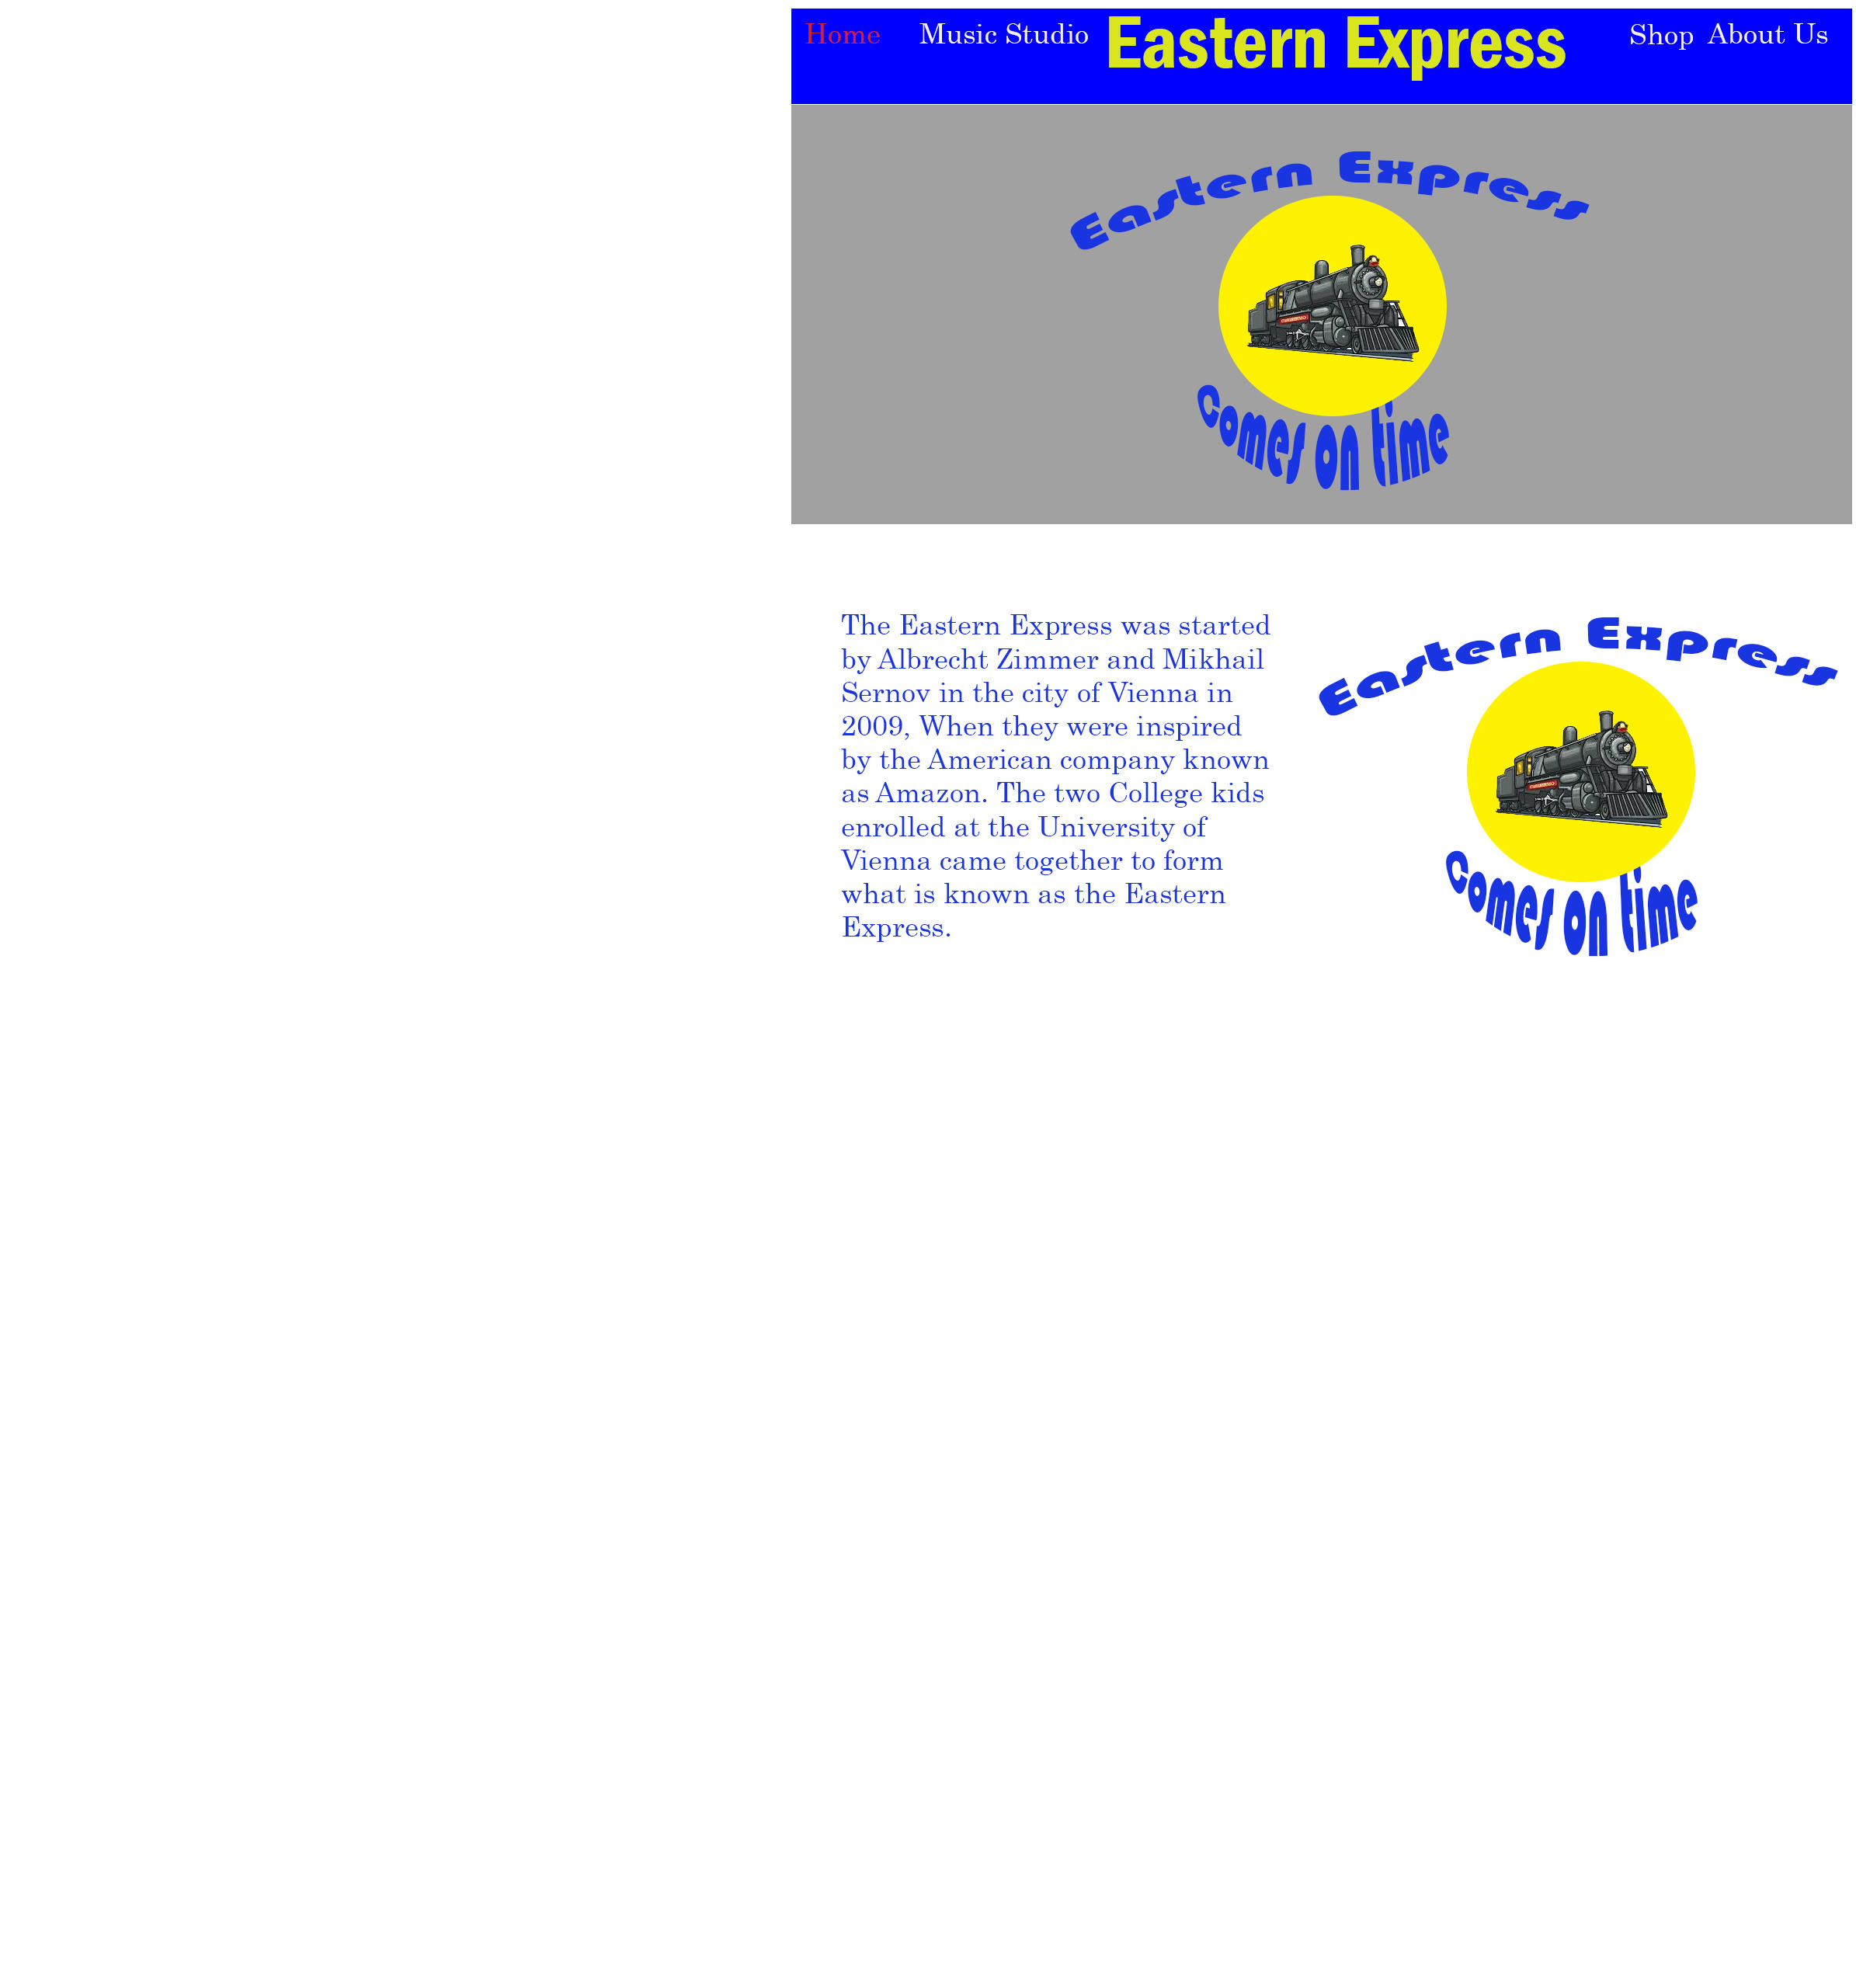 Home Music Studio Eastern Express Shop About Us
Eastern Express
Comes on time
The Eastern Express was started
by Albrecht Zimmer and Mikhail
Sernov in the city of Vienna in
2009, When they were inspired
by the American company known
as Amazon. The two College kids
enrolled at the University of
Vienna came together to form
what is known as the Eastern
Express.
Eastern Express
Comes on time